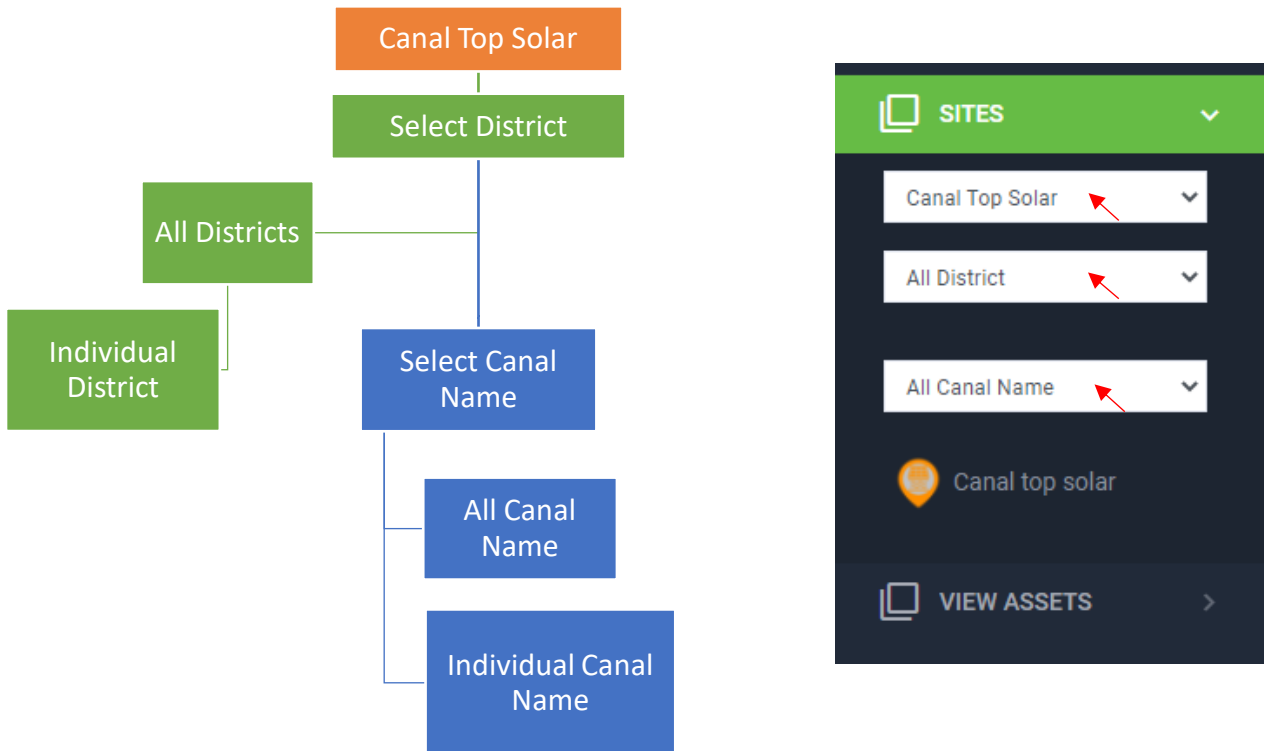 Canal Top Solar
Select District
All Districts
Individual
District
Select Canal
Name
All Canal
Name
Individual Canal
Name
SITES
Canal Top Solar
All District
All Canal Name
Canal top solar
VIEW ASSETS